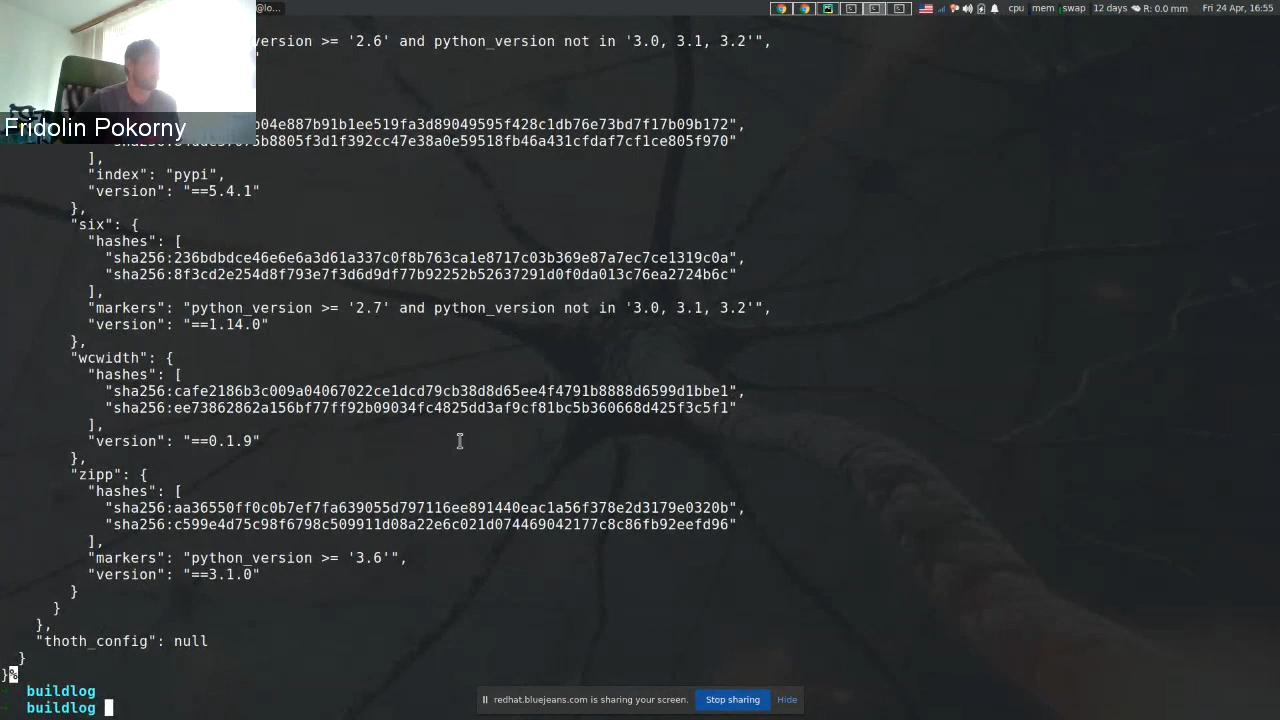 @lo...
cpu mem swap 12 days R: 0.0 mm Fri 24 Apr, 16:55
version >= '2.6' and python_version not in '3.0, 3.1, 3.2'",
Fridolin Pokorny
04e887b91b1ee519fa3d89049595f428c1db76e73bd7f17b09b172",
],
"index": "pypi",
"version": "==5.4.1"
},
"six": {
"hashes": [
"sha256:236bdbdce46e6e6a3d61a337c0f8b763ca1e8717c03b369e87a7ec7ce1319c0a",
"sha256:8f3cd2e254d8f793e7f3d6d9df77b92252b52637291d0f0da013c76ea2724b6c"
],
"markers": "python_version >= '2.7' and python_version not in '3.0, 3.1, 3.2'",
"version": "==1.14.0"
},
"wcwidth": {
"hashes": [
"sha256:cafe2186b3c009a04067022ce1dcd79cb38d8d65ee4f4791b8888d6599d1bbe1",
"sha256:ee73862862a156bf77ff92b09034fc4825dd3af9cf81bc5b360668d425f3c5f1"
],
"version": "==0.1.9"
},
"zipp": {
"hashes": [
"sha256:aa36550ff0c0b7ef7fa639055d797116ee891440eac1a56f378e2d3179e0320b",
"sha256:c599e4d75c98f6798c509911d08a22e6c021d074469042177c8c86fb92eefd96"
],
"markers": "python_version >= '3.6'",
"version": "==3.1.0"
}
}
},
"thoth_config": null
}
}%
buildlog
buildlog
redhat.bluejeans.com is sharing your screen. Stop sharing Hide